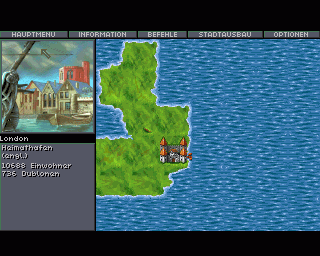 HAUPTMENU INFORMATION BEFEHLE STADTAUSBAU OPTIONEN
London
Heimathafen
(engl)
10688 Einwohner
736 Dublonen